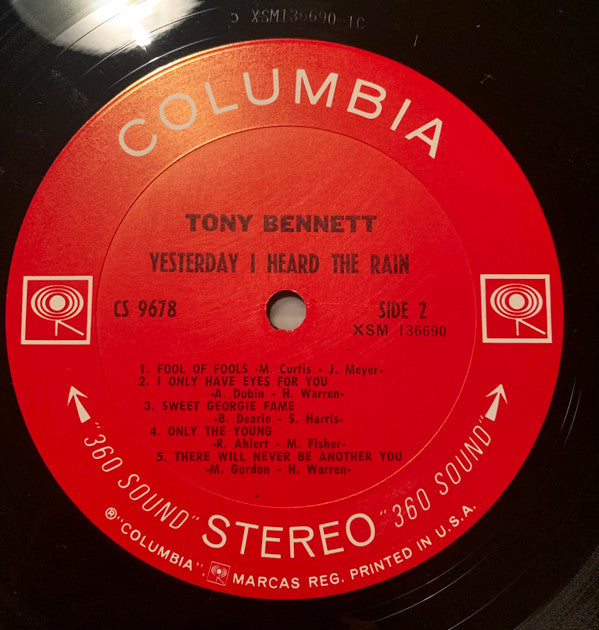 XSM136690-1C
COLUMBIA
TONY BENNETT
YESTERDAY I HEARD THE RAIN
CS 9678
SIDE 2
XSM 136690
1. FOOL OF FOOLS -M. Curtis - J. Meyer-
2. I ONLY HAVE EYES FOR YOU
-A. Dubin - H. Warren-
3. SWEET GEORGIE FAME
-B. Dearie - S. Harris-
4. ONLY THE YOUNG
-R. Ahlert - M. Fisher-
5. THERE WILL NEVER BE ANOTHER YOU
-M. Gordon - H. Warren-
"360 SOUND" STEREO "360 SOUND"
®"COLUMBIA", MARCAS REG. PRINTED IN U.S.A.